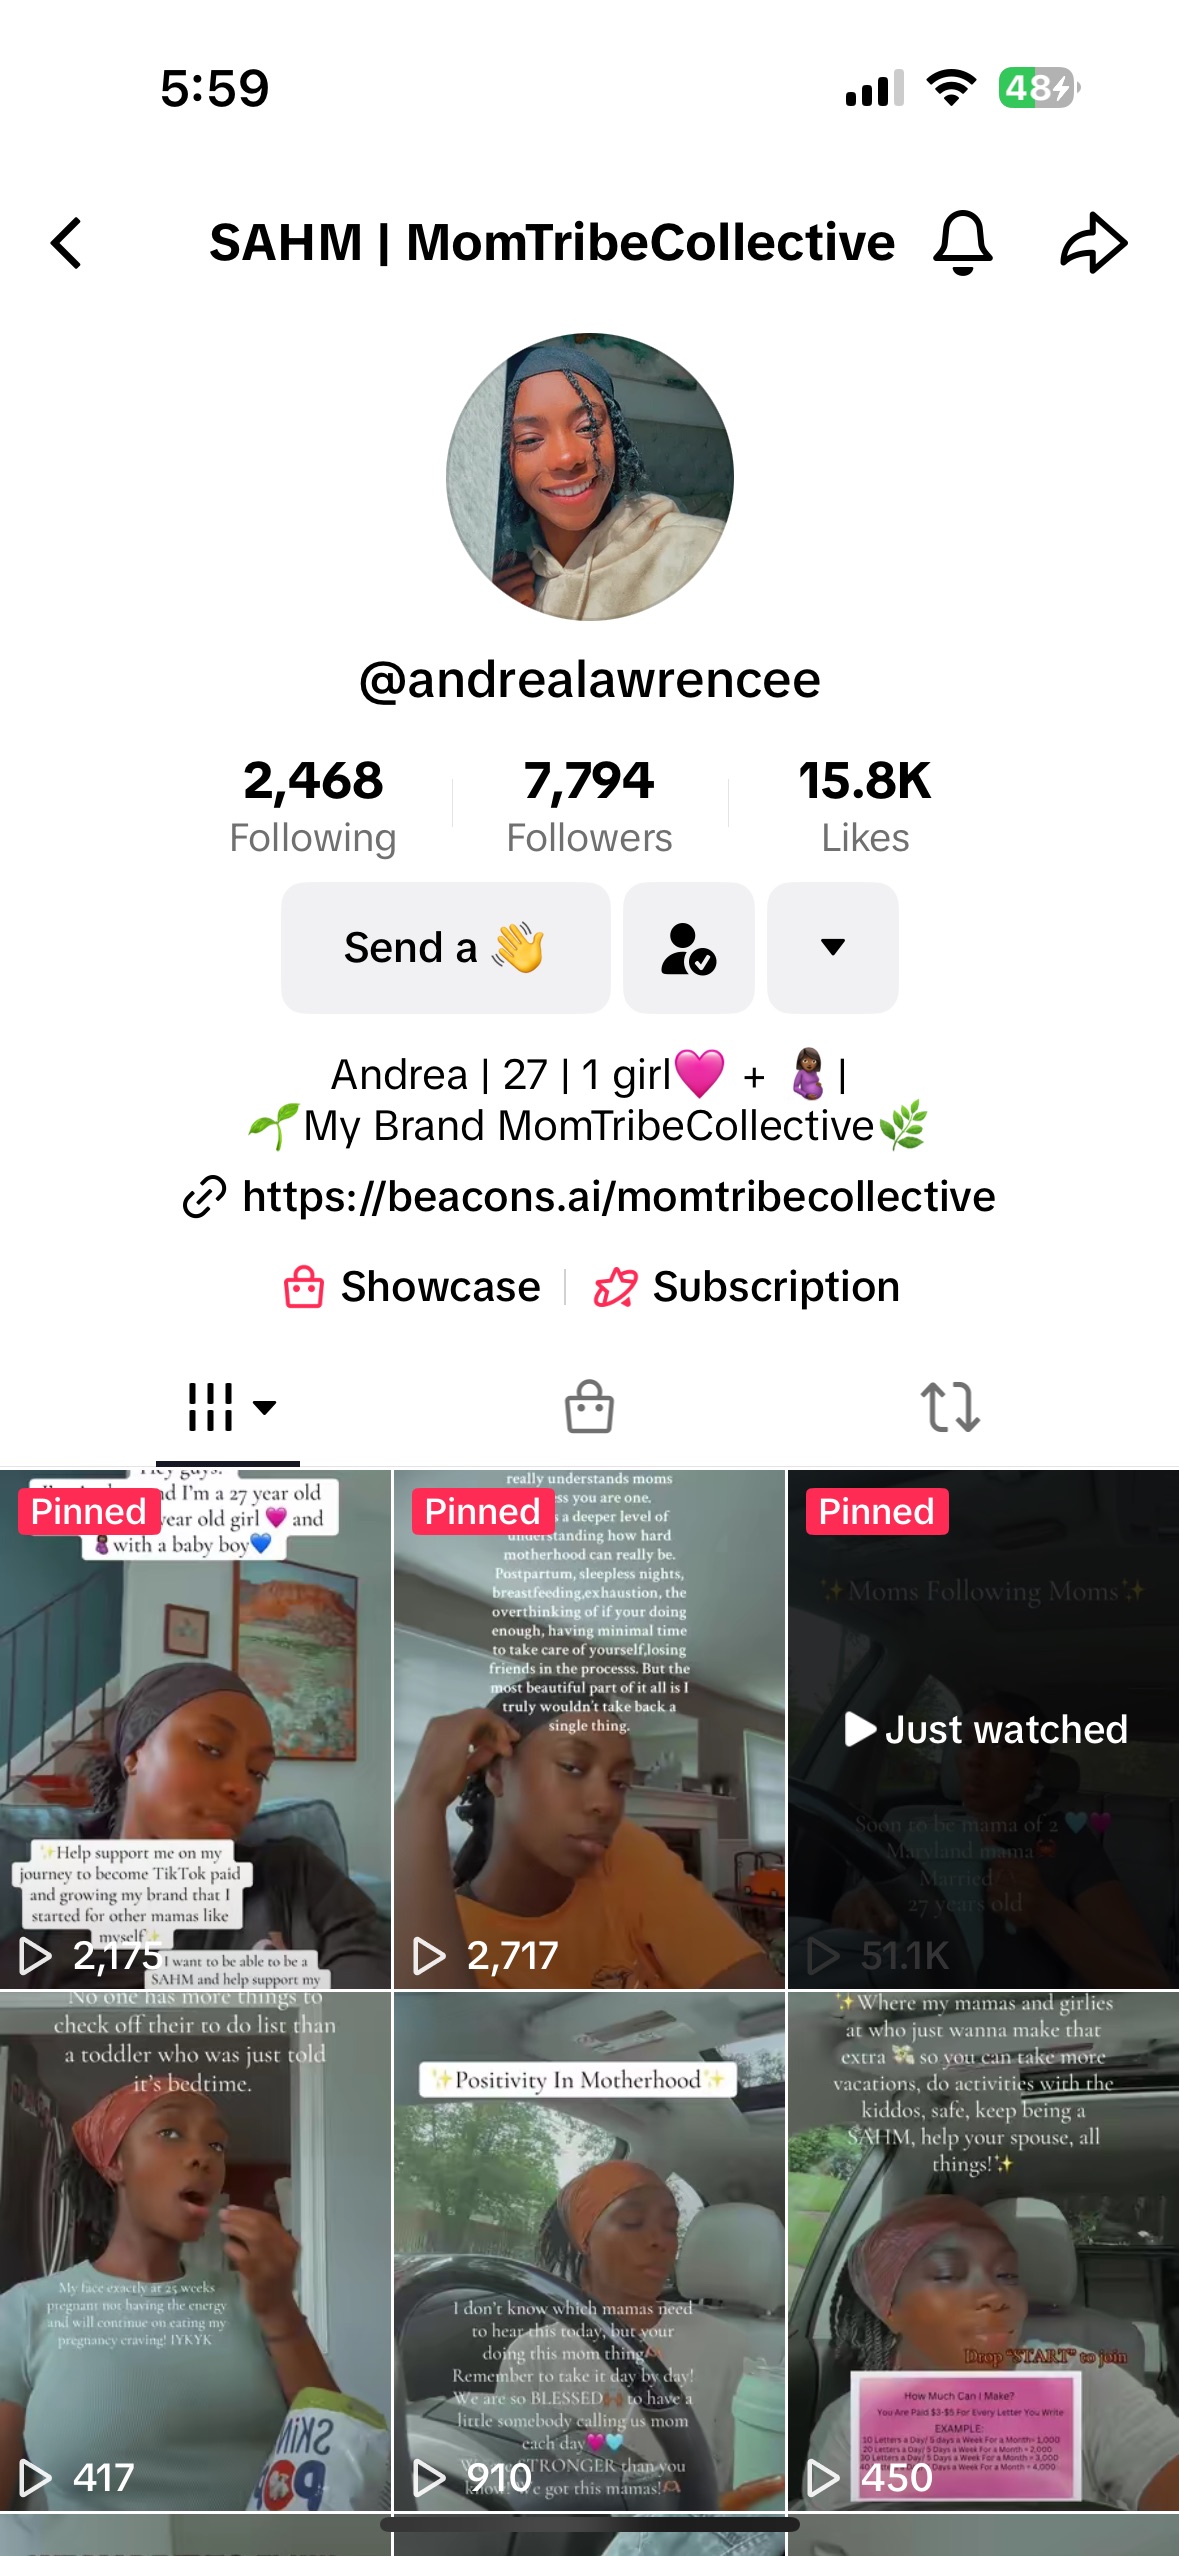 5:59
48
SAHM | MomTribeCollective
@andrealawrencee
2,468
Following
7,794
Followers
15.8K
Likes
Send a 👋
Andrea | 27 | 1 girl🩷 + 🤰🏾|
🌱My Brand MomTribeCollective🌿
https://beacons.ai/momtribecollective
Showcase
Subscription
Pinned
Hey guys!
nd I'm a 27 year old
year old girl 🩷 and
🤰🏾with a baby boy💙
✨Help support me on my
journey to become TikTok paid
and growing my brand that I
started for other mamas like
myself✨
I want to be able to be a
SAHM and help support my
2,175
Pinned
really understands moms
ss you are one.
s a deeper level of
understanding how hard
motherhood can really be.
Postpartum, sleepless nights,
breastfeeding,exhaustion, the
overthinking of if your doing
enough, having minimal time
to take care of yourself,losing
friends in the processs. But the
most beautiful part of it all is I
truly wouldn't take back a
single thing.
2,717
Pinned
✨Moms Following Moms✨
Just watched
Soon to be mama of 2 🩵🩷
Maryland mama
Married
27 years old
51.1K
No one has more things to
check off their to do list than
a toddler who was just told
it's bedtime.
My face exactly at 25 weeks
pregnant not having the energy
and will continue on eating my
pregnancy craving! IYKYK
SKiNNY
POP
417
✨Positivity In Motherhood✨
I don't know which mamas need
to hear this today, but your
doing this mom thing
Remember to take it day by day!
We are so BLESSED🙌🏾 to have a
little somebody calling us mom
each day🩷🩵
STRONGER than you
know! We got this mamas!🫶🏾
910
✨Where my mamas and girlies
at who just wanna make that
extra 💸 so you can take more
vacations, do activities with the
kiddos, safe, keep being a
SAHM, help your spouse, all
things!✨
Drop "START" to join
How Much Can I Make?
You Are Paid $3-$5 For Every Letter You Write
EXAMPLE:
10 Letters a Day/ 5 days a Week For a Month= 1,000
20 Letters a Day/ 5 Days a Week For a Month = 2,000
30 Letters a Day/ 5 Days a Week For a Month = 3,000
Days a Week For a Month = 4,000
450